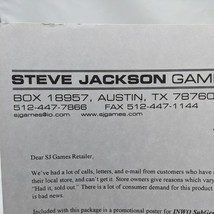 STEVE JACKSON GAM
BOX 18957, AUSTIN, TX 78760
512-447-7866 FAX 512-447-1144
sjgames@io.com www.sjgames
Dear SJ Games Retailer,
We've had a lot of calls, letters, and e-mail from customers who have
their local store, and can't get it. Store owners give reasons which vary
"Had it, sold out." There is a lot of consumer demand for this product
is bad news.
Included with this package is a promotional poster for INWO SubGe